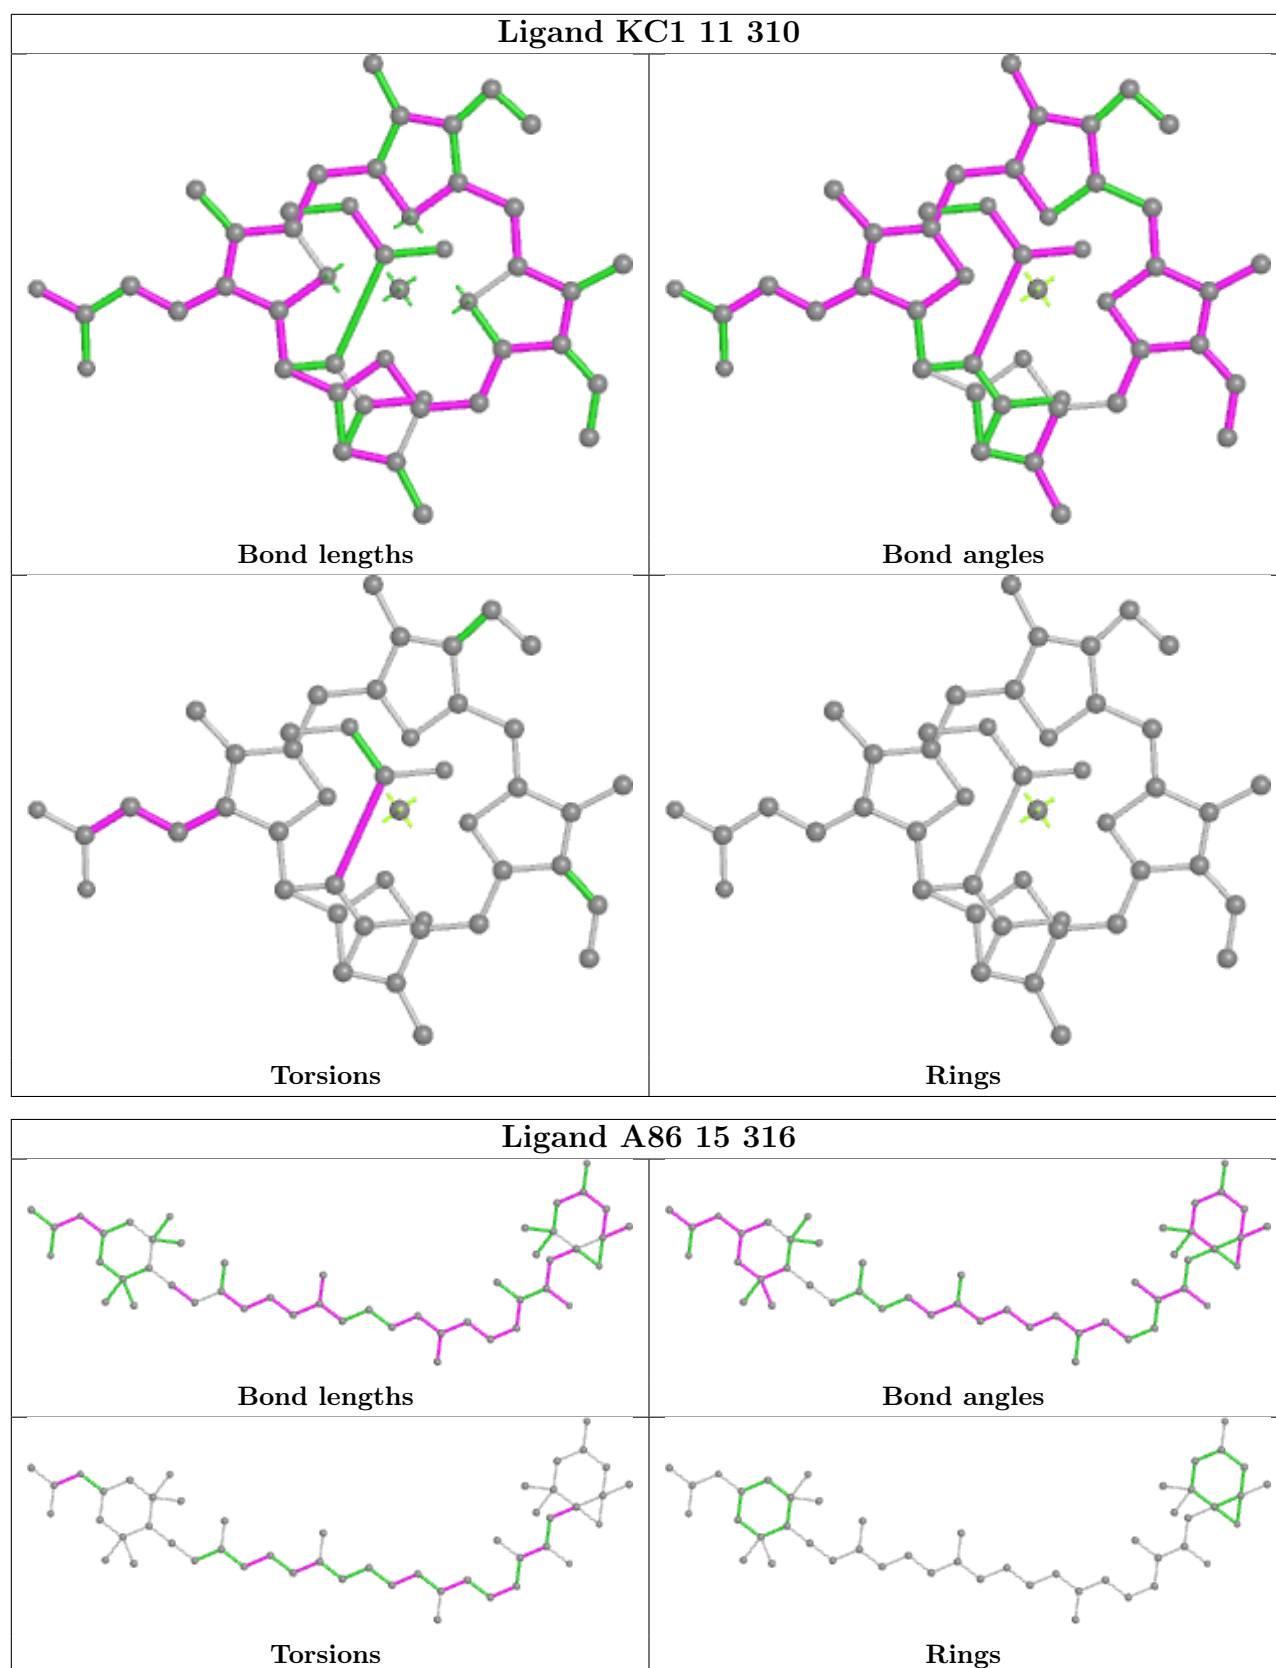 Ligand KC1 11 310
Bond lengths
Bond angles
Torsions
Rings
Ligand A86 15 316
Bond lengths
Bond angles
Torsions
Rings